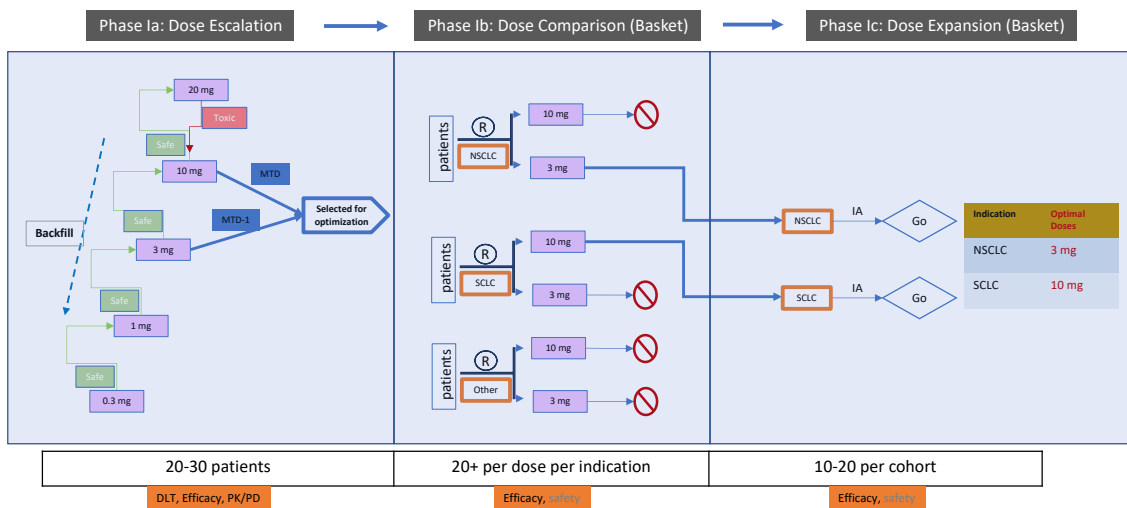 Phase Ia: Dose Escalation
Phase Ib: Dose Comparison (Basket)
Phase Ic: Dose Expansion (Basket)
20 mg
Toxic
Safe
10 mg
MTD
Safe
MTD-1
Selected for
optimization
Backfill
3 mg
Safe
1 mg
Safe
0.3 mg
patients
R
NSCLC
10 mg
3 mg
patients
R
SCLC
10 mg
3 mg
patients
R
Other
10 mg
3 mg
NSCLC
IA
Go
SCLC
IA
Go
Indication
Optimal
Doses
NSCLC
3 mg
SCLC
10 mg
20-30 patients
20+ per dose per indication
10-20 per cohort
DLT, Efficacy, PK/PD
Efficacy, safety
Efficacy, safety